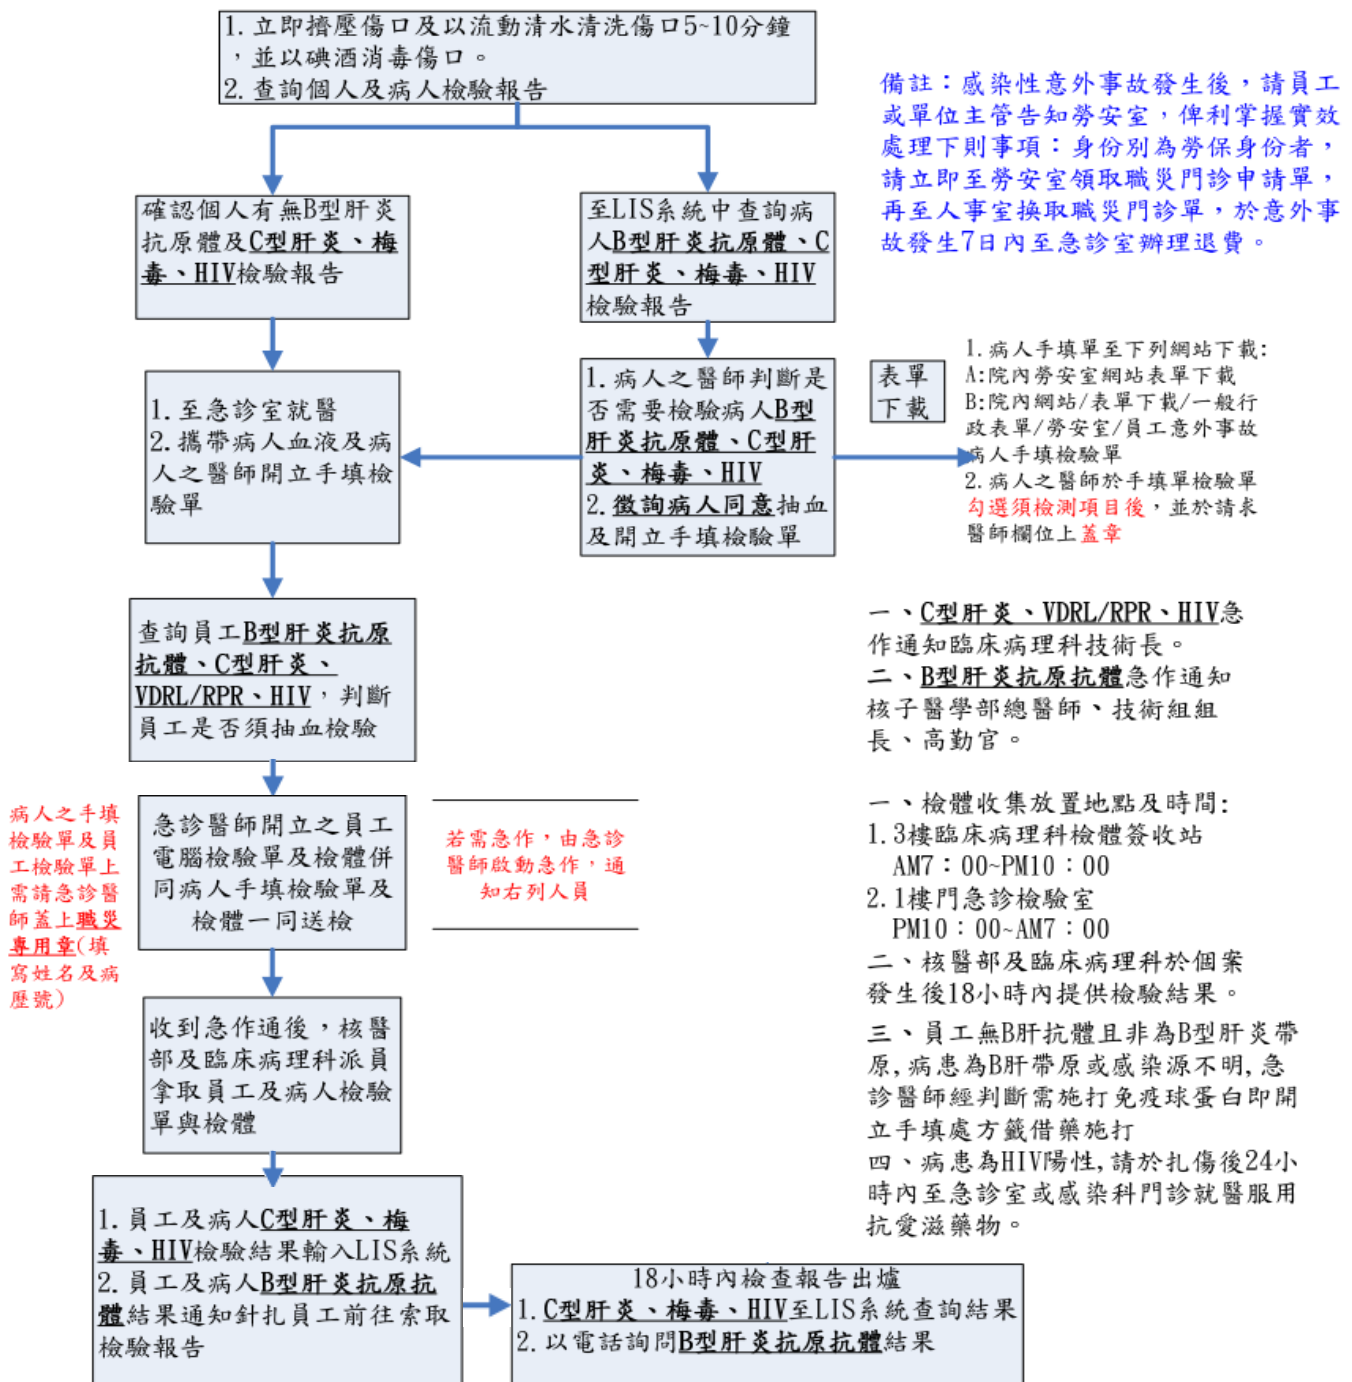 1. 立即擠壓傷口及以流動清水清洗傷口5~10分鐘
，並以碘酒消毒傷口。
2. 查詢個人及病人檢驗報告
備註：感染性意外事故發生後，請員工
或單位主管告知勞安室，俾利掌握實效
處理下則事項：身份別為勞保身份者，
請立即至勞安室領取職災門診申請單，
再至人事室換取職災門診單，於意外事
故發生7日內至急診室辦理退費。
確認個人有無B型肝炎
抗原體及C型肝炎、梅
毒、HIV檢驗報告
至LIS系統中查詢病
人B型肝炎抗原體、C
型肝炎、梅毒、HIV
檢驗報告
1. 至急診室就醫
2. 攜帶病人血液及病
人之醫師開立手填檢
驗單
1. 病人之醫師判斷是
否需要檢驗病人B型
肝炎抗原體、C型肝
炎、梅毒、HIV
2. 徵詢病人同意抽血
及開立手填檢驗單
表單
下載
1. 病人手填單至下列網站下載:
A:院內勞安室網站表單下載
B:院內網站/表單下載/一般行
政表單/勞安室/員工意外事故
病人手填檢驗單
2. 病人之醫師於手填單檢驗單
勾選須檢測項目後，並於請求
醫師欄位上蓋章
查詢員工B型肝炎抗原
抗體、C型肝炎、
VDRL/RPR、HIV，判斷
員工是否須抽血檢驗
一、C型肝炎、VDRL/RPR、HIV急
作通知臨床病理科技術長。
二、B型肝炎抗原抗體急作通知
核子醫學部總醫師、技術組組
長、高勤官。
病人之手填
檢驗單及員
工檢驗單上
需請急診醫
師蓋上職災
專用章(填
寫姓名及病
歷號)
急診醫師開立之員工
電腦檢驗單及檢體併
同病人手填檢驗單及
檢體一同送檢
若需急作，由急診
醫師啟動急作，通
知右列人員
一、檢體收集放置地點及時間:
1. 3樓臨床病理科檢體簽收站
AM7：00~PM10：00
2. 1樓門急診檢驗室
PM10：00~AM7：00
二、核醫部及臨床病理科於個案
發生後18小時內提供檢驗結果。
三、員工無B肝抗體且非為B型肝炎帶
原,病患為B肝帶原或感染源不明,急
診醫師經判斷需施打免疫球蛋白即開
立手填處方籤借藥施打
四、病患為HIV陽性,請於扎傷後24小
時內至急診室或感染科門診就醫服用
抗愛滋藥物。
收到急作通後，核醫
部及臨床病理科派員
拿取員工及病人檢驗
單與檢體
1. 員工及病人C型肝炎、梅
毒、HIV檢驗結果輸入LIS系統
2. 員工及病人B型肝炎抗原抗
體結果通知針扎員工前往索取
檢驗報告
18小時內檢查報告出爐
1. C型肝炎、梅毒、HIV至LIS系統查詢結果
2. 以電話詢問B型肝炎抗原抗體結果